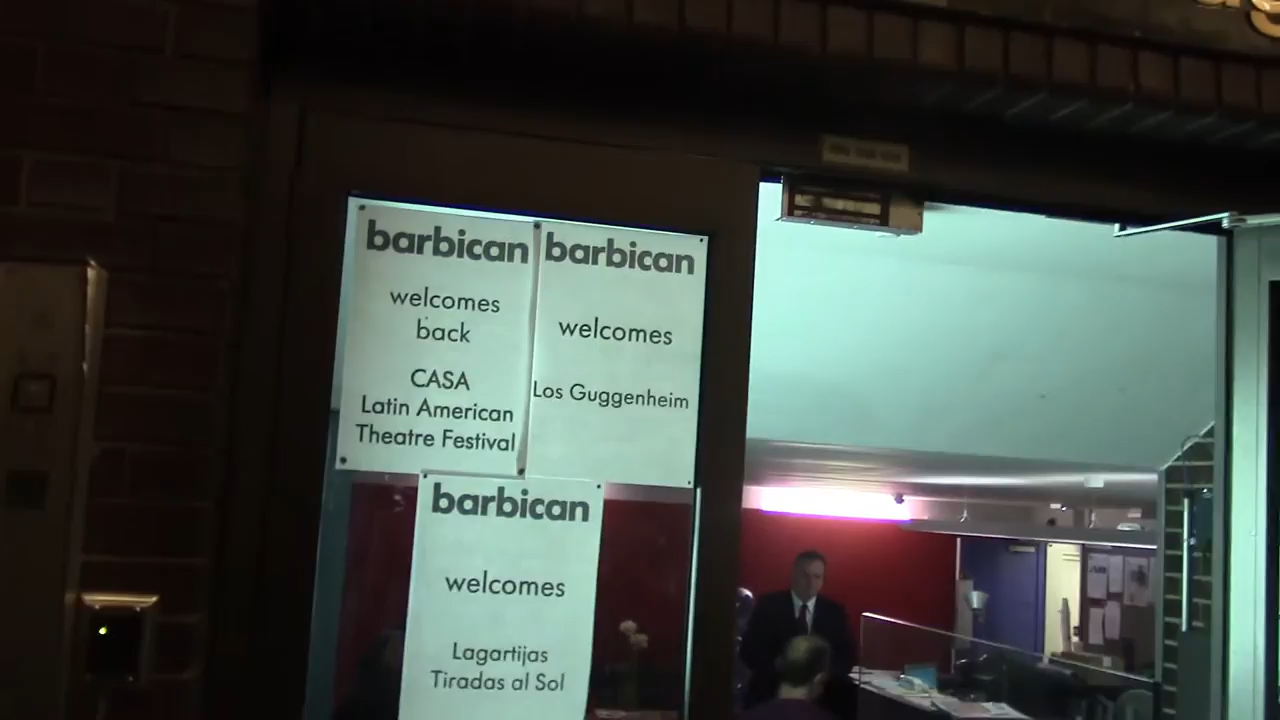 barbican
welcomes
back
CASA
Latin American
Theatre Festival
barbican
welcomes
Los Guggenheim
barbican
welcomes
Lagartijas
Tiradas al Sol